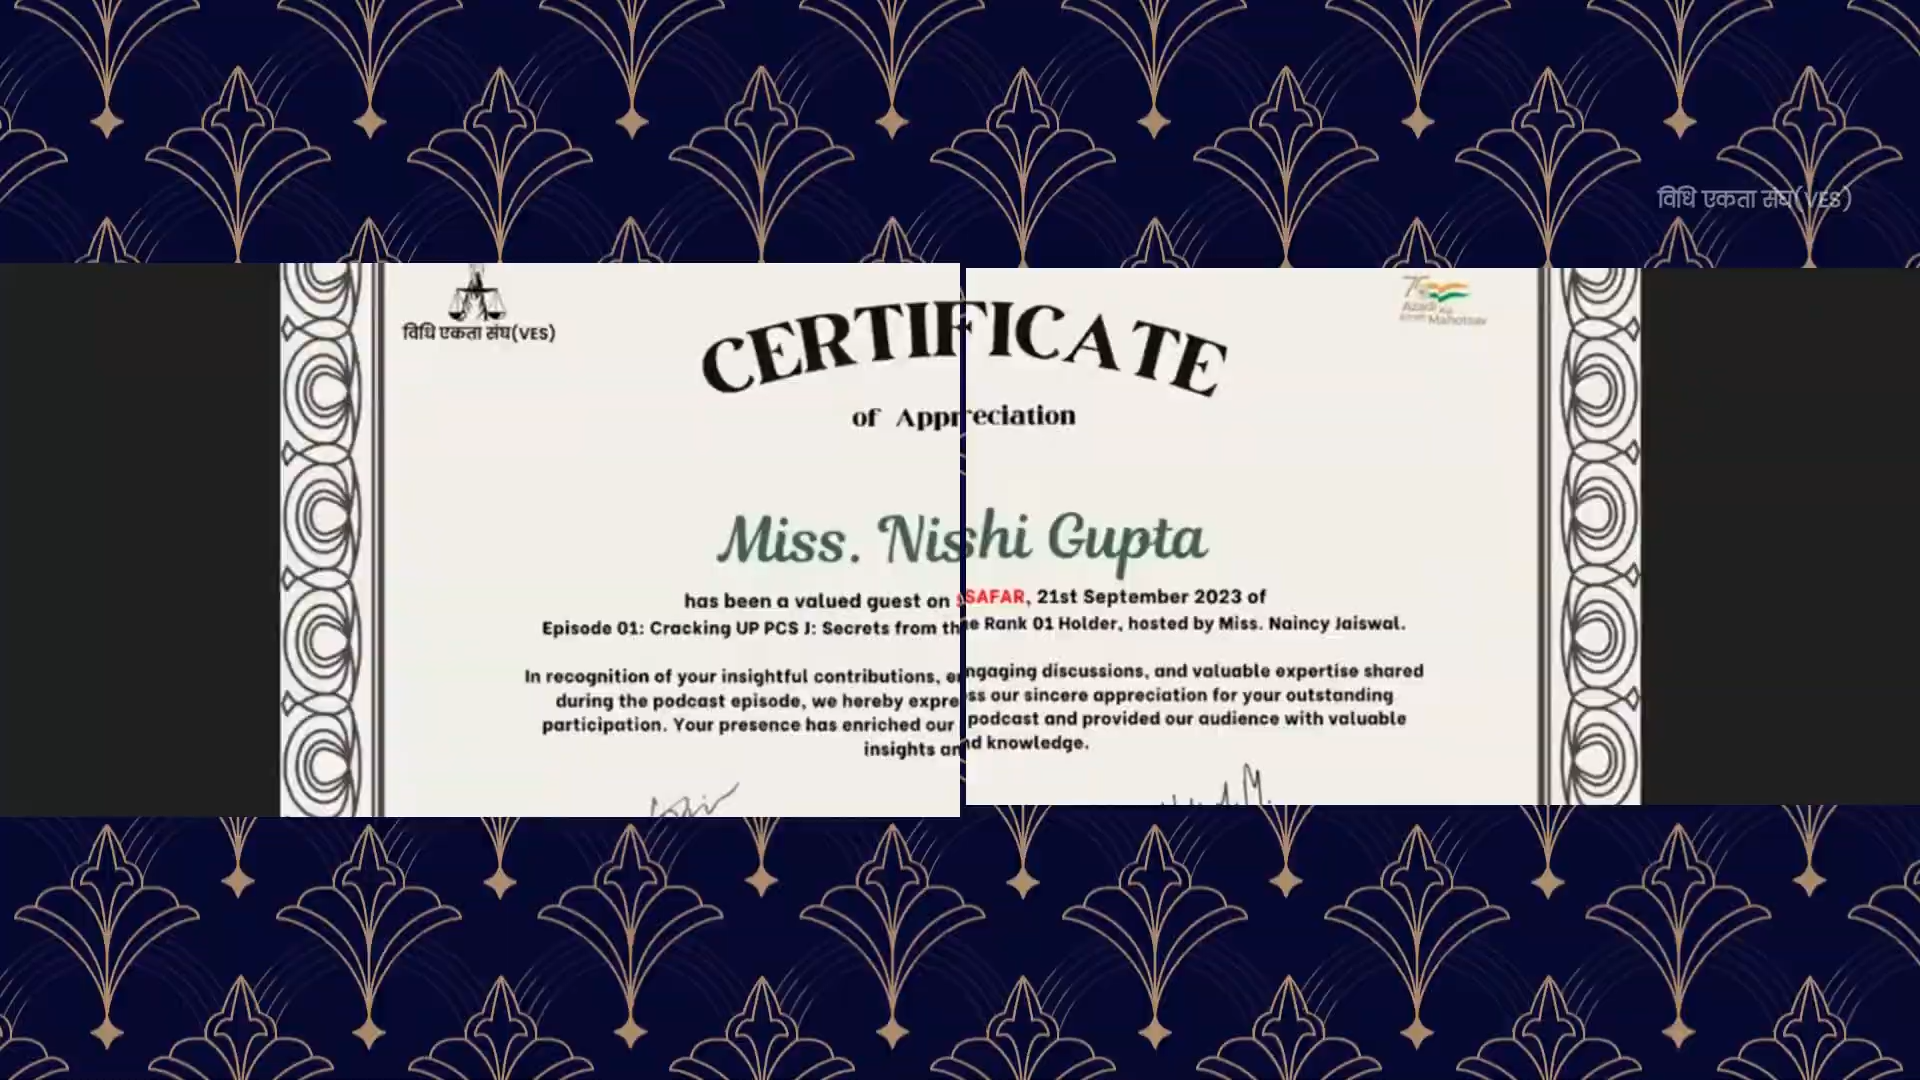 विधि एकता संघ(VES)
विधि एकता संघ(VES)
Azadi Ka
Amrit Mahotsav
CERTIFICATE
of Appreciation
Miss. Nishi Gupta
has been a valued guest on SAFAR, 21st September 2023 of
Episode 01: Cracking UP PCS J: Secrets from the Rank 01 Holder, hosted by Miss. Naincy Jaiswal.
In recognition of your insightful contributions, engaging discussions, and valuable expertise shared
during the podcast episode, we hereby express our sincere appreciation for your outstanding
participation. Your presence has enriched our podcast and provided our audience with valuable
insights and knowledge.